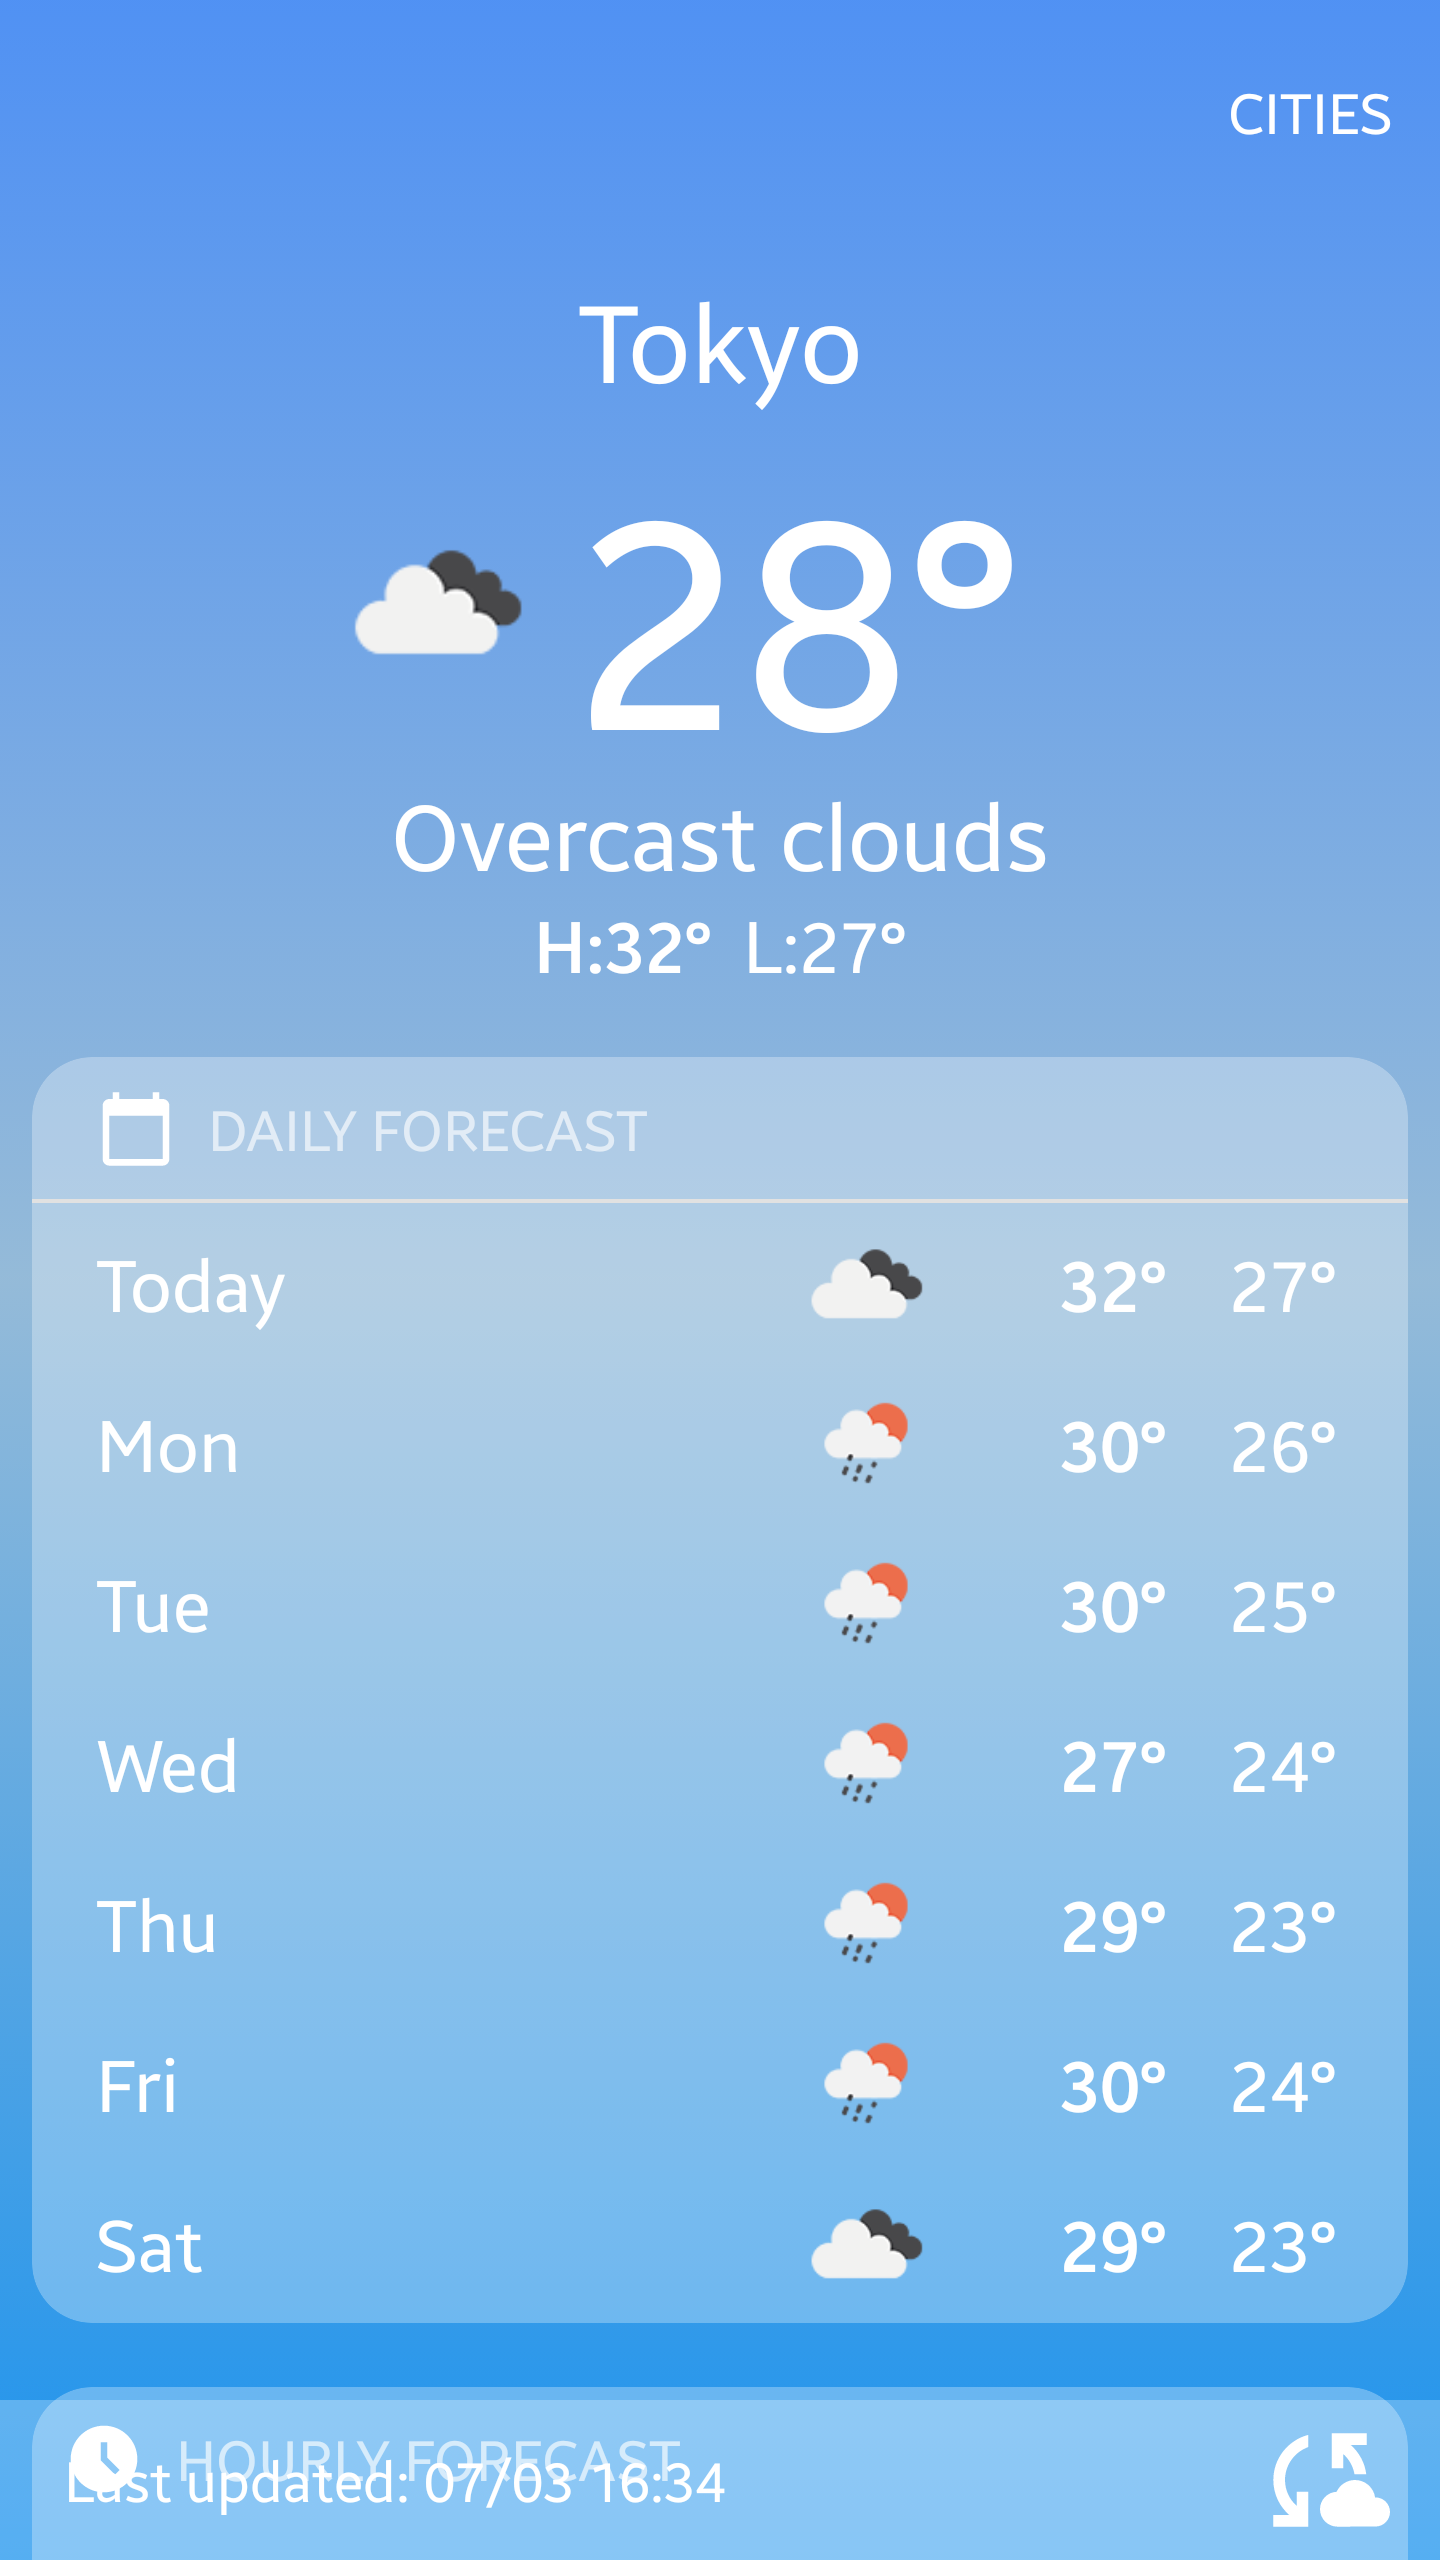 CITIES
Tokyo
28°
Overcast clouds
H:32° L:27°
DAILY FORECAST
Today 32° 27°
Mon 30° 26°
Tue 30° 25°
Wed 27° 24°
Thu 29° 23°
Fri 30° 24°
Sat 29° 23°
HOURLY FORECAST
Last updated: 07/03 16:34